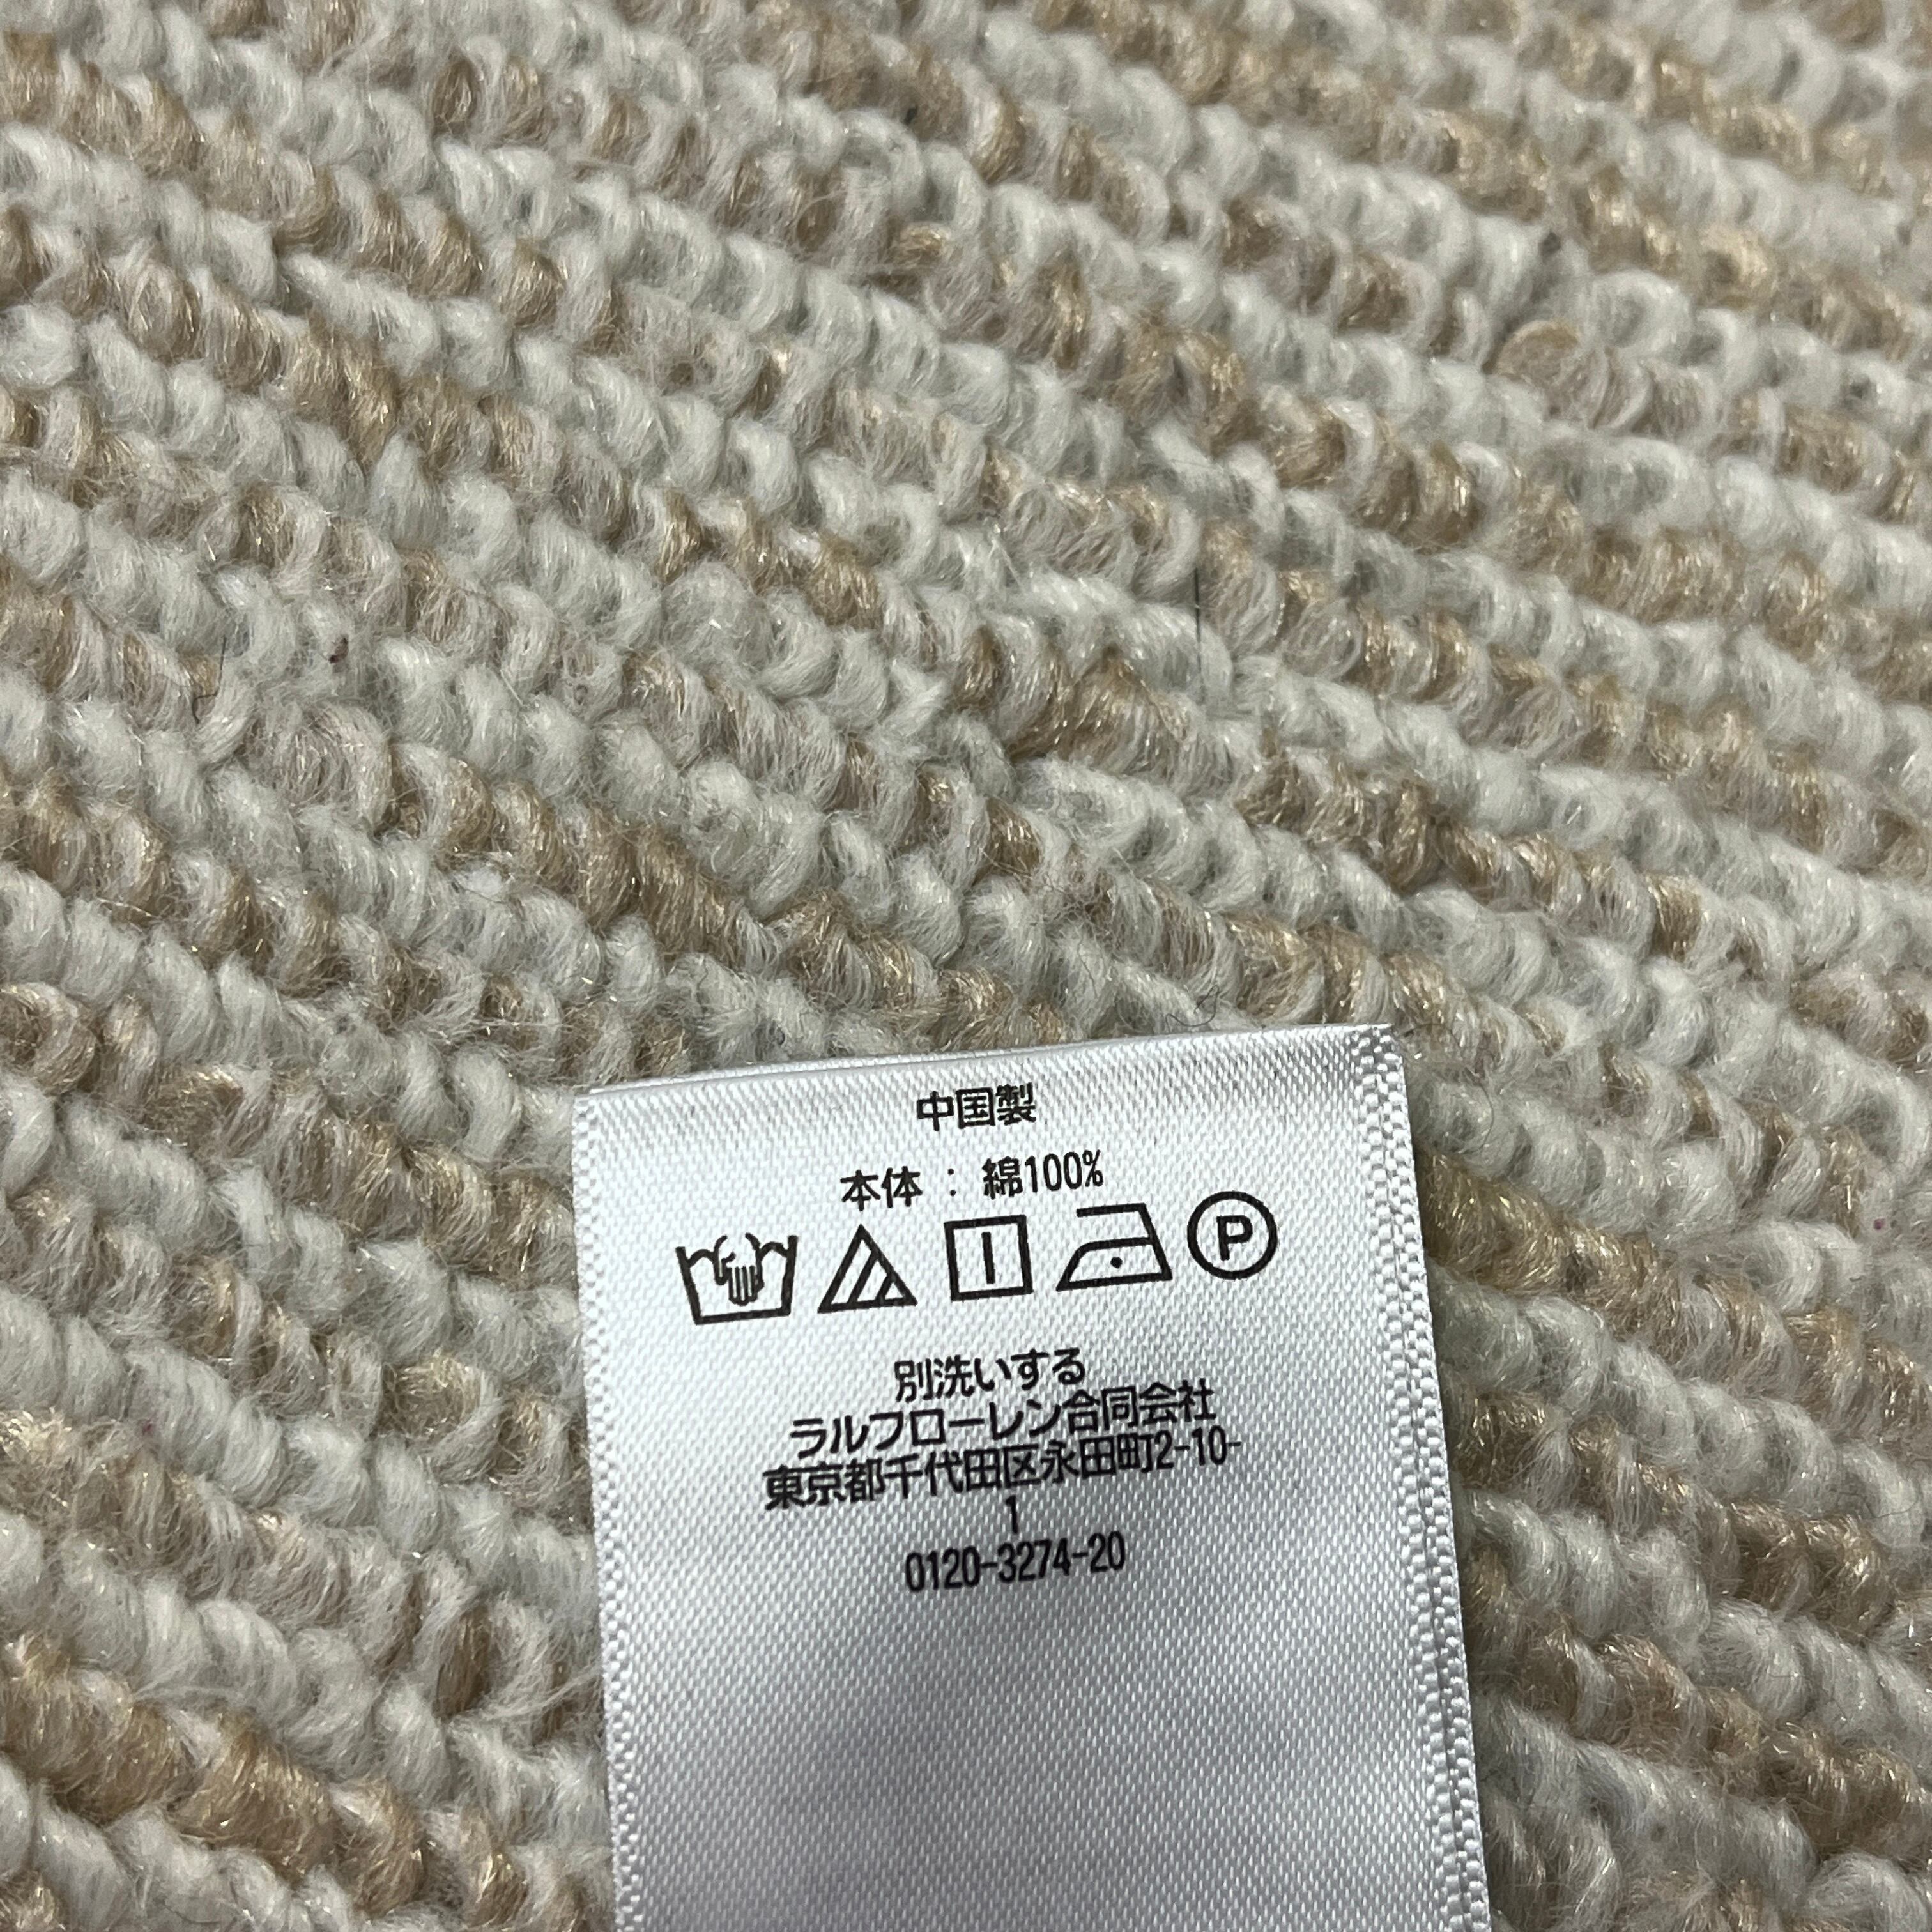 中国製
本体 : 綿100%
P
別洗いする
ラルフローレン合同会社
東京都千代田区永田町2-10-
1
0120-3274-20